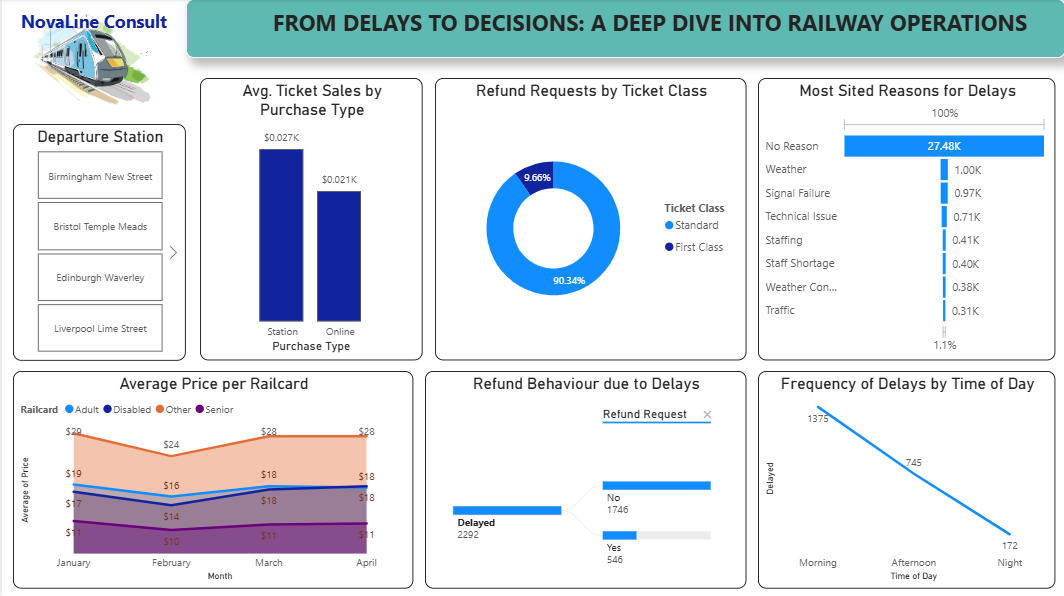 NovaLine Consult
FROM DELAYS TO DECISIONS: A DEEP DIVE INTO RAILWAY OPERATIONS
Departure Station
Birmingham New Street
Bristol Temple Meads
Edinburgh Waverley
Liverpool Lime Street
Avg. Ticket Sales by
Purchase Type
$0.027K
$0.021K
Station
Online
Purchase Type
Refund Requests by Ticket Class
9.66%
90.34%
Ticket Class
Standard
First Class
Most Sited Reasons for Delays
100%
No Reason 27.48K
Weather 1.00K
Signal Failure 0.97K
Technical Issue 0.71K
Staffing 0.41K
Staff Shortage 0.40K
Weather Con... 0.38K
Traffic 0.31K
1.1%
Average Price per Railcard
Railcard Adult Disabled Other Senior
Average of Price
$29 $24 $28 $28
$19 $16 $18 $18
$17 $14 $18 $18
$11 $10 $11 $11
January February March April
Month
Refund Behaviour due to Delays
Refund Request
Delayed
2292
No
1746
Yes
546
Frequency of Delays by Time of Day
Delayed
1375
745
172
Morning Afternoon Night
Time of Day